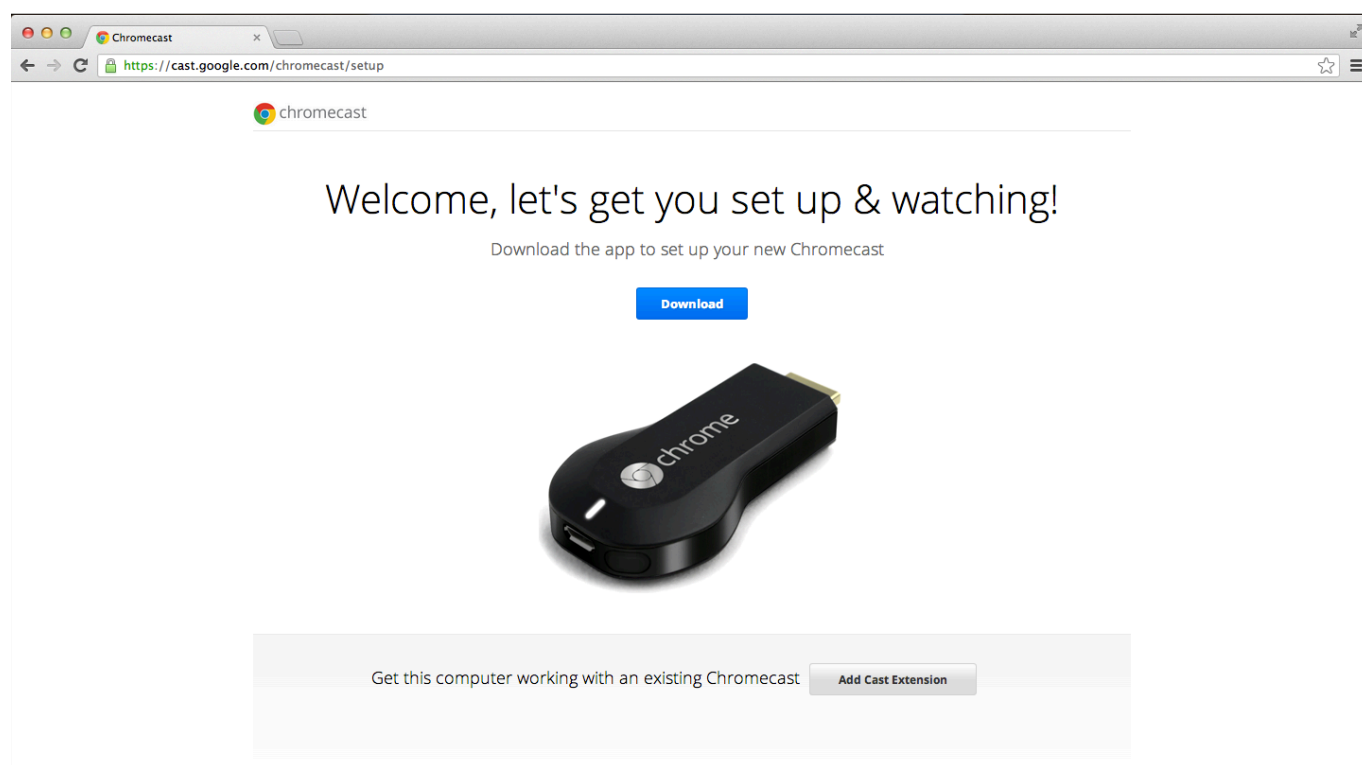 Chromecast
https://cast.google.com/chromecast/setup
chromecast
Welcome, let's get you set up & watching!
Download the app to set up your new Chromecast
Download
chrome
Get this computer working with an existing Chromecast Add Cast Extension